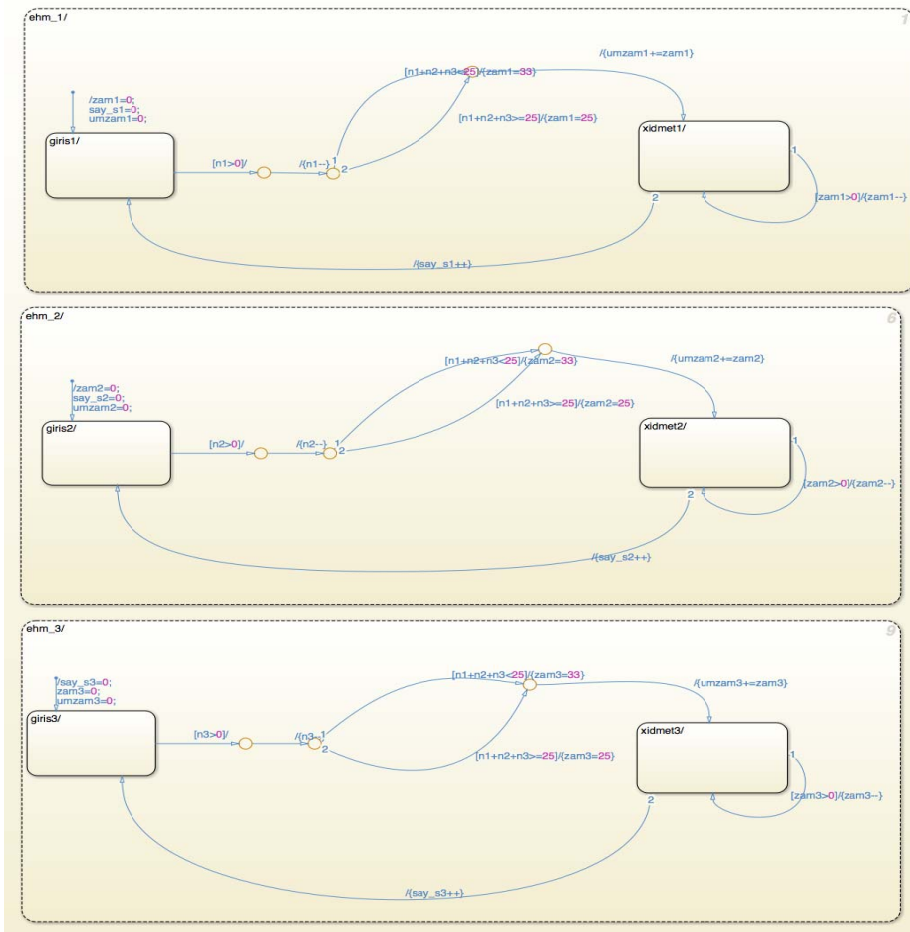 ehm_1/
1
/{umzam1+=zam1}
[n1+n2+n3<25]/{zam1=33}
/zam1=0;
say_s1=0;
umzam1=0;
[n1+n2+n3>=25]/{zam1=25}
giris1/
xidmet1/
[n1>0]/
/{n1--}
1
2
1
2
[zam1>0]/{zam1--}
/{say_s1++}
ehm_2/
6
[n1+n2+n3<25]/{zam2=33}
/{umzam2+=zam2}
/zam2=0;
say_s2=0;
umzam2=0;
[n1+n2+n3>=25]/{zam2=25}
giris2/
xidmet2/
[n2>0]/
/{n2--}
1
2
1
2
[zam2>0]/{zam2--}
/{say_s2++}
ehm_3/
9
[n1+n2+n3<25]/{zam3=33}
/{umzam3+=zam3}
/say_s3=0;
zam3=0;
umzam3=0;
giris3/
xidmet3/
[n3>0]/
/{n3--
1
2
[n1+n2+n3>=25]/{zam3=25}
1
2
[zam3>0]/{zam3--}
/{say_s3++}